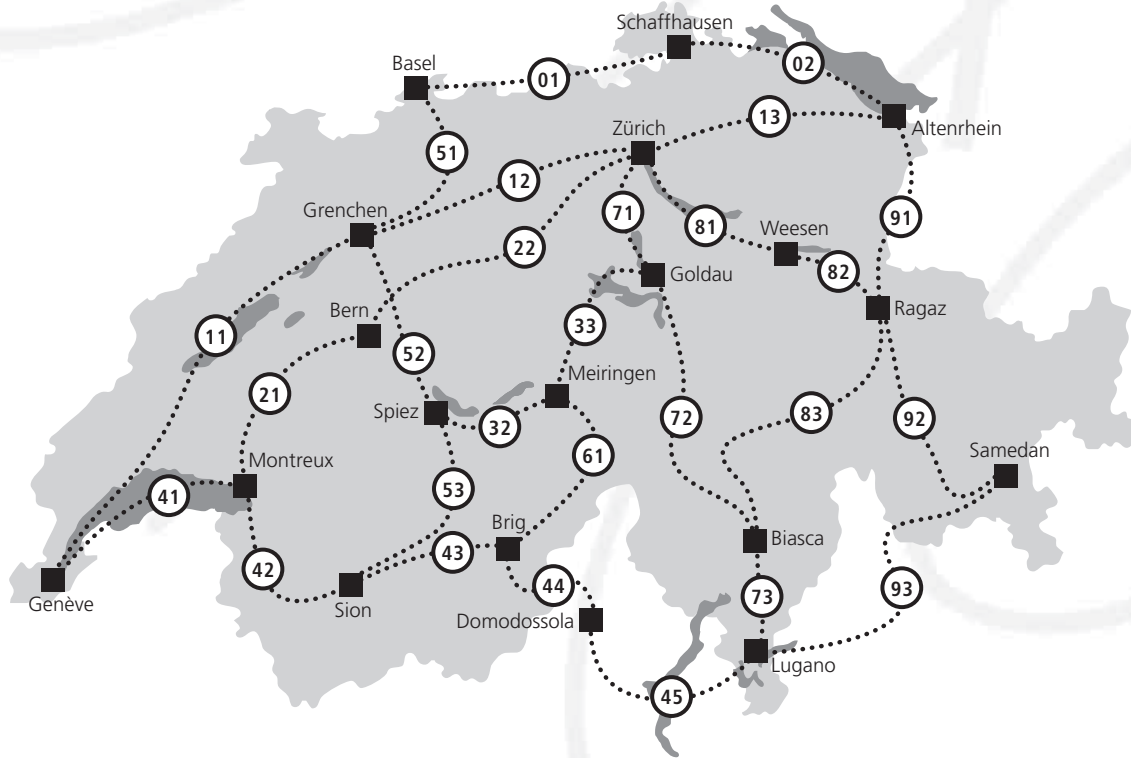 Schaffhausen
Basel
01
02
Altenrhein
13
Zürich
51
12
Grenchen
71
81
91
Weesen
22
82
Goldau
Ragaz
Bern
11
33
52
Meiringen
21
Spiez
32
72
83
92
61
Montreux
Samedan
41
53
Brig
43
Biasca
42
44
Genève
Sion
Domodossola
73
93
Lugano
45